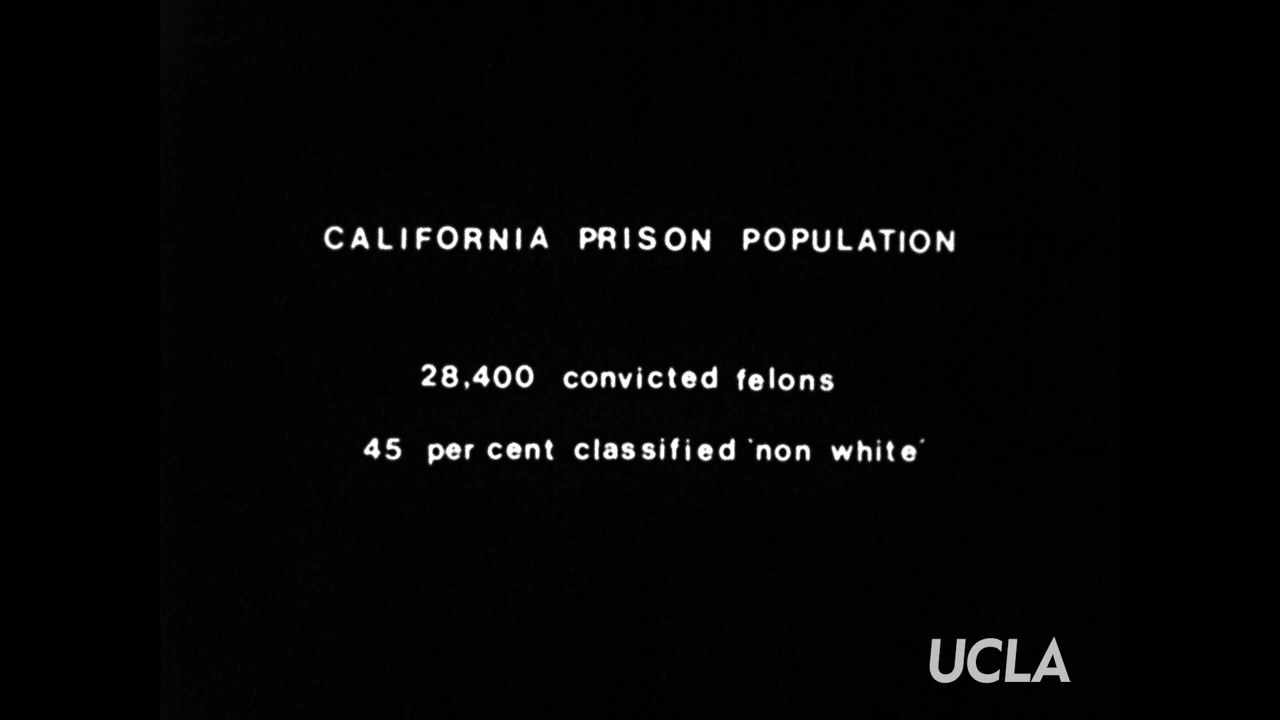 CALIFORNIA PRISON POPULATION
28,400 convicted felons
45 per cent classified 'non white'
UCLA